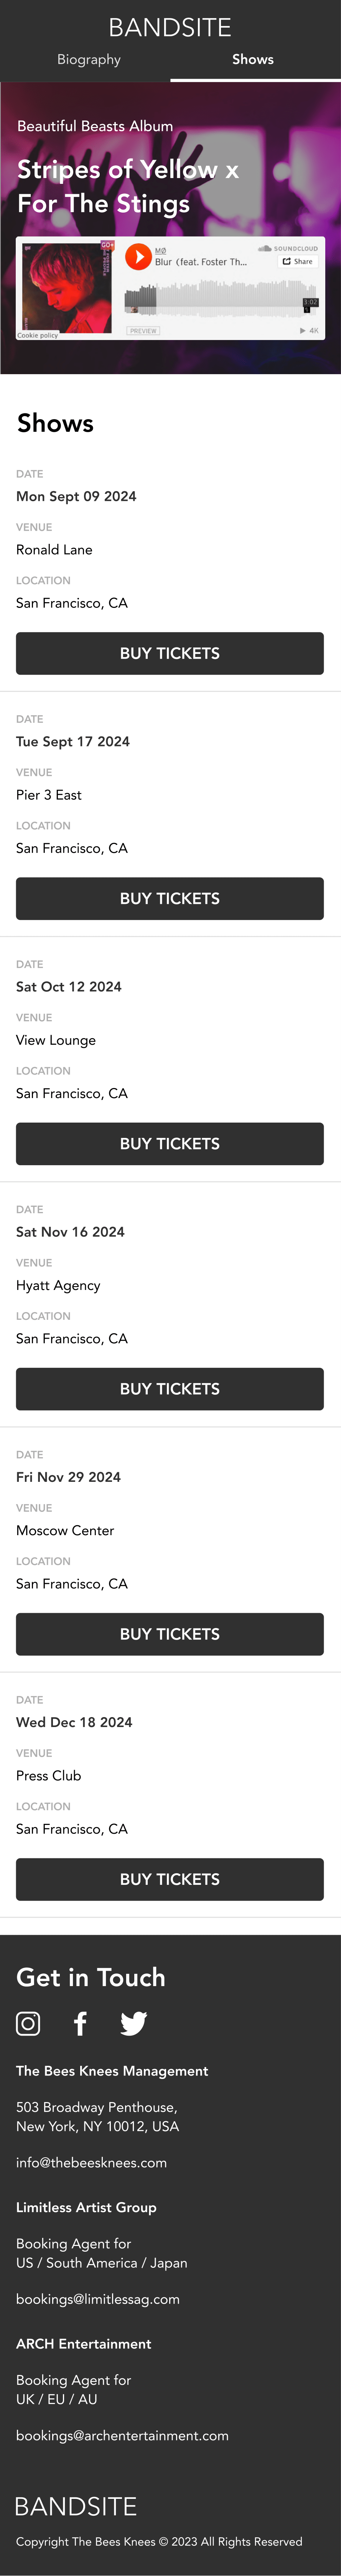 BANDSITE
Biography
Shows
Beautiful Beasts Album
Stripes of Yellow x
For The Stings
GO+
MØ
Blur (feat. Foster Th...
SOUNDCLOUD
Share
3:02
Cookie policy
PREVIEW
4K
Shows
DATE
Mon Sept 09 2024
VENUE
Ronald Lane
LOCATION
San Francisco, CA
BUY TICKETS
DATE
Tue Sept 17 2024
VENUE
Pier 3 East
LOCATION
San Francisco, CA
BUY TICKETS
DATE
Sat Oct 12 2024
VENUE
View Lounge
LOCATION
San Francisco, CA
BUY TICKETS
DATE
Sat Nov 16 2024
VENUE
Hyatt Agency
LOCATION
San Francisco, CA
BUY TICKETS
DATE
Fri Nov 29 2024
VENUE
Moscow Center
LOCATION
San Francisco, CA
BUY TICKETS
DATE
Wed Dec 18 2024
VENUE
Press Club
LOCATION
San Francisco, CA
BUY TICKETS
Get in Touch
The Bees Knees Management
503 Broadway Penthouse,
New York, NY 10012, USA
info@thebeesknees.com
Limitless Artist Group
Booking Agent for
US / South America / Japan
bookings@limitlessag.com
ARCH Entertainment
Booking Agent for
UK / EU / AU
bookings@archentertainment.com
BANDSITE
Copyright The Bees Knees © 2023 All Rights Reserved